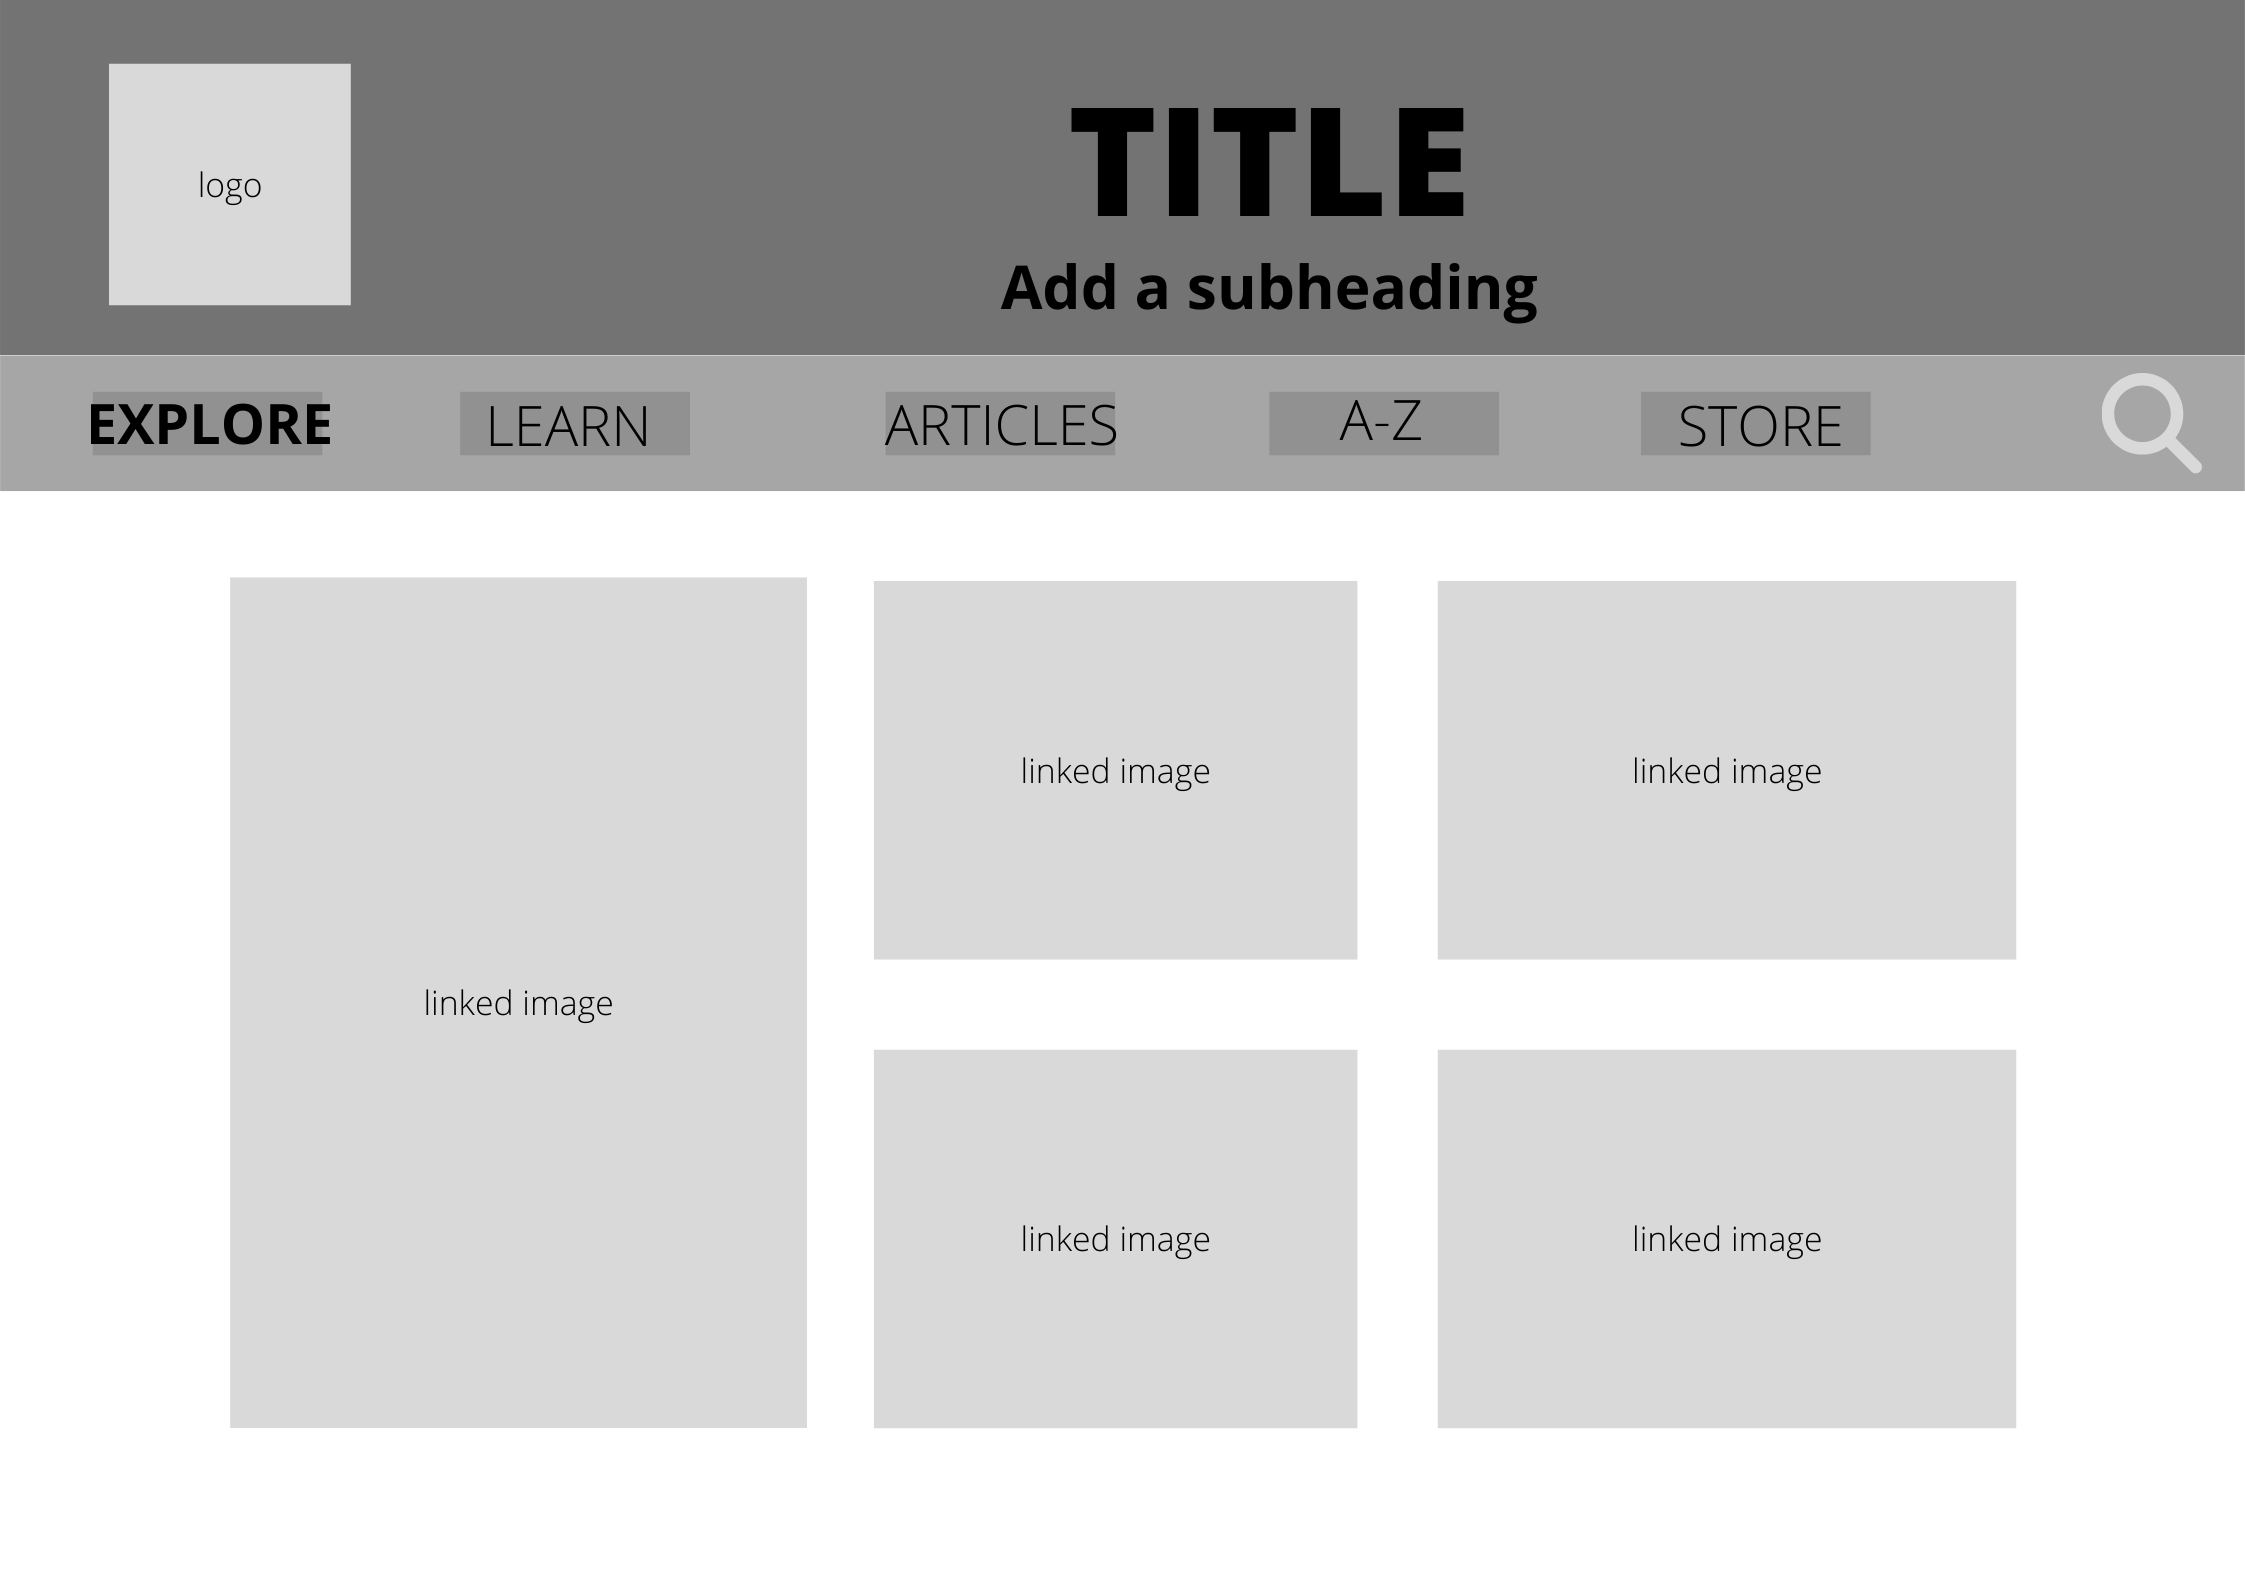 logo
TITLE
Add a subheading
EXPLORE
LEARN
ARTICLES
A-Z
STORE
linked image
linked image
linked image
linked image
linked image